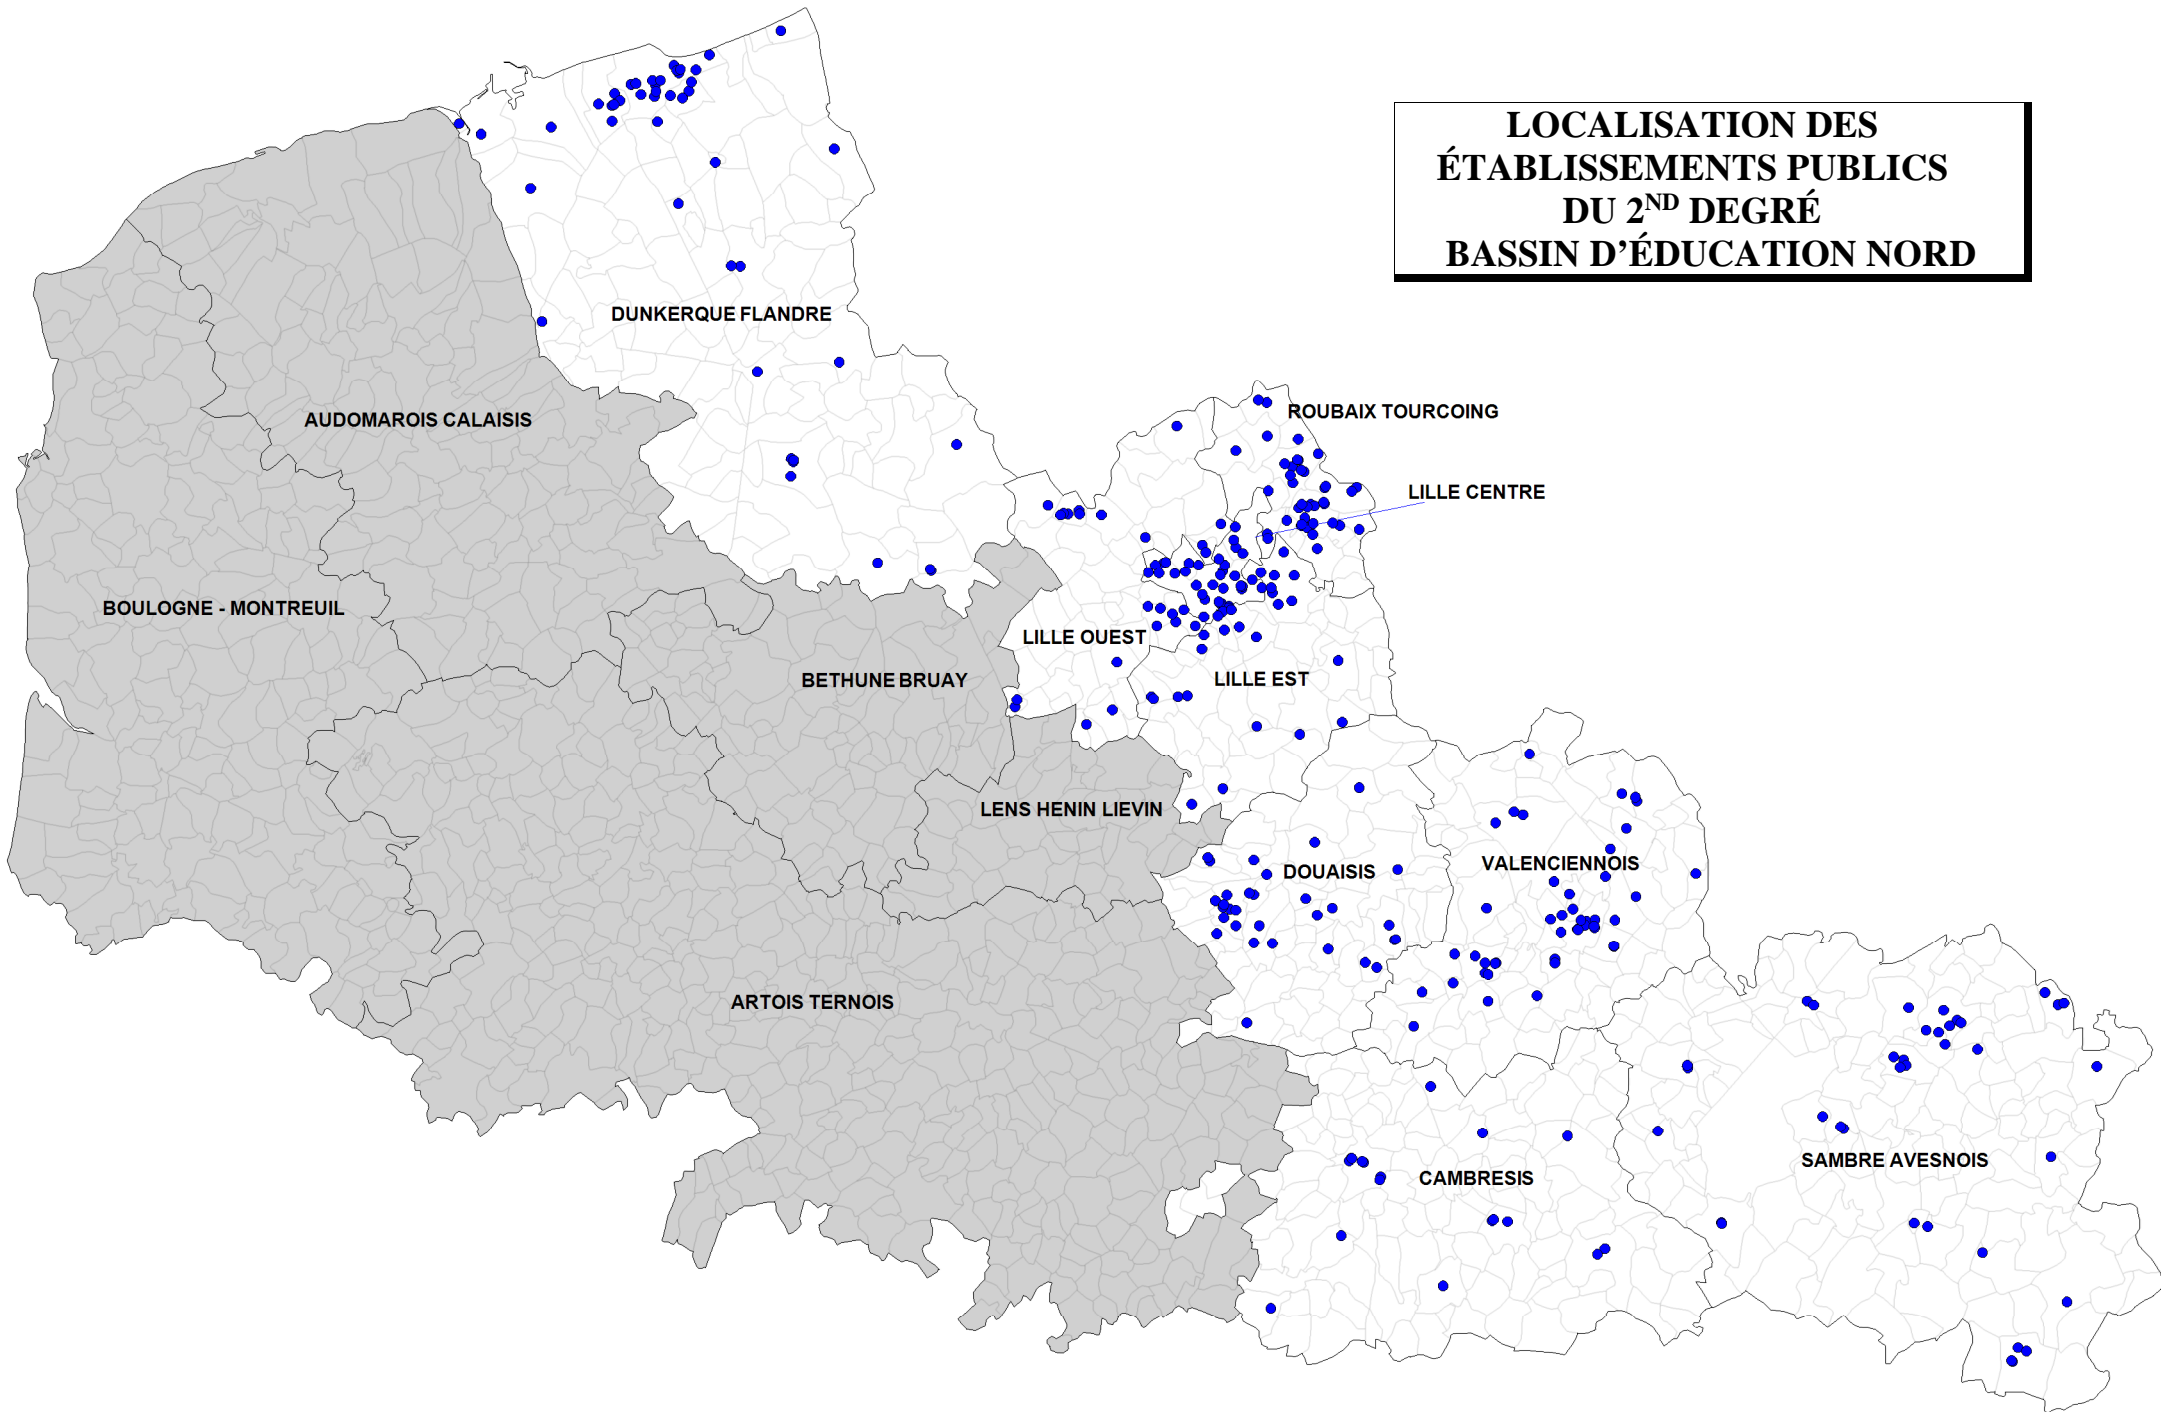 LOCALISATION DES
ÉTABLISSEMENTS PUBLICS
DU 2ND DEGRÉ
BASSIN D’ÉDUCATION NORD
DUNKERQUE FLANDRE
ROUBAIX TOURCOING
AUDOMAROIS CALAISIS
LILLE CENTRE
BOULOGNE - MONTREUIL
LILLE OUEST
BETHUNE BRUAY
LILLE EST
LENS HENIN LIEVIN
VALENCIENNOIS
DOUAISIS
ARTOIS TERNOIS
SAMBRE AVESNOIS
CAMBRESIS